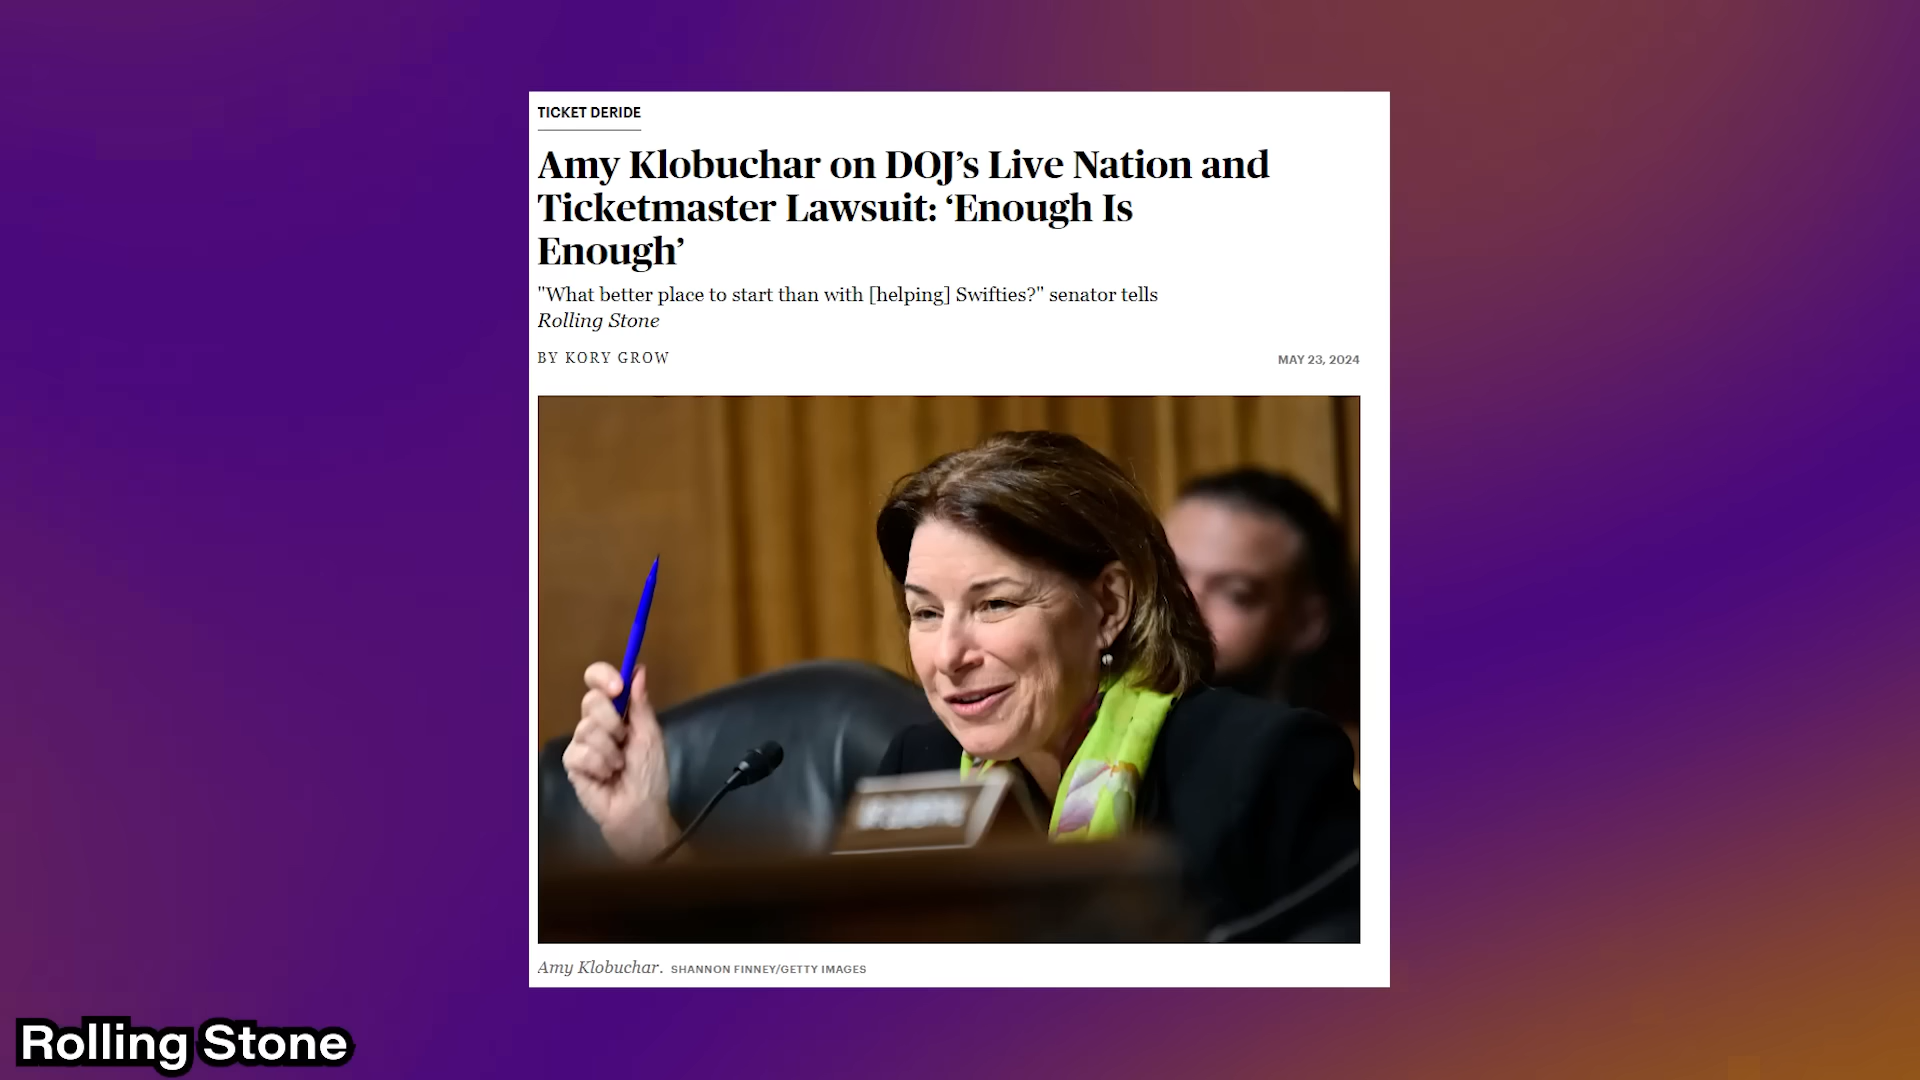 TICKET DERIDE
Amy Klobuchar on DOJ’s Live Nation and
Ticketmaster Lawsuit: ‘Enough Is
Enough’
"What better place to start than with [helping] Swifties?" senator tells
Rolling Stone
BY KORY GROW
MAY 23, 2024
Amy Klobuchar. SHANNON FINNEY/GETTY IMAGES
Rolling Stone